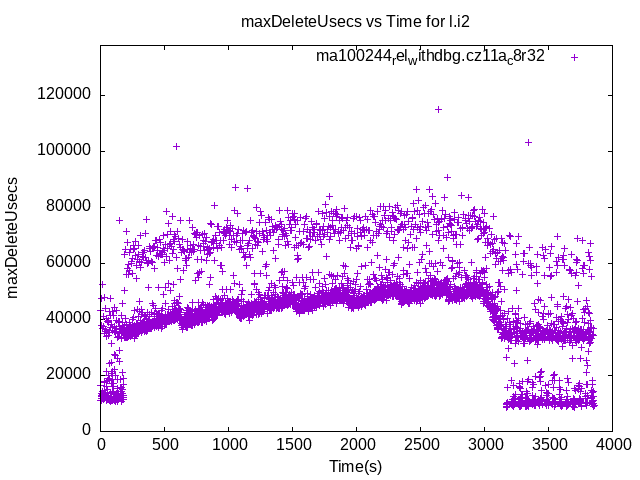 maxDeleteUsecs vs Time for l.i2
ma100244relwithdbg.cz11ac8r32
maxDeleteUsecs
140000
120000
100000
80000
60000
40000
20000
0
0 500 1000 1500 2000 2500 3000 3500 4000
Time(s)